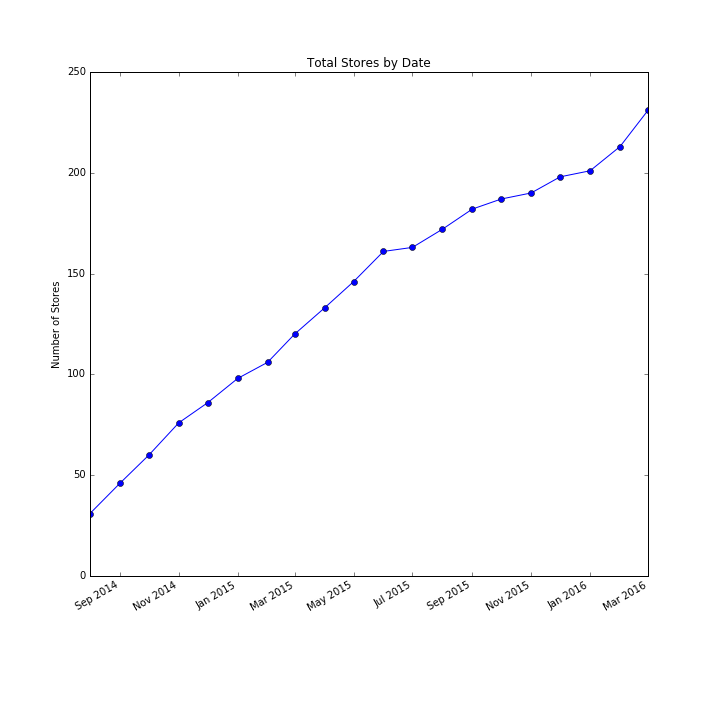 Total Stores by Date
250
200
150
100
50
0
Number of Stores
Sep 2014
Nov 2014
Jan 2015
Mar 2015
May 2015
Jul 2015
Sep 2015
Nov 2015
Jan 2016
Mar 2016